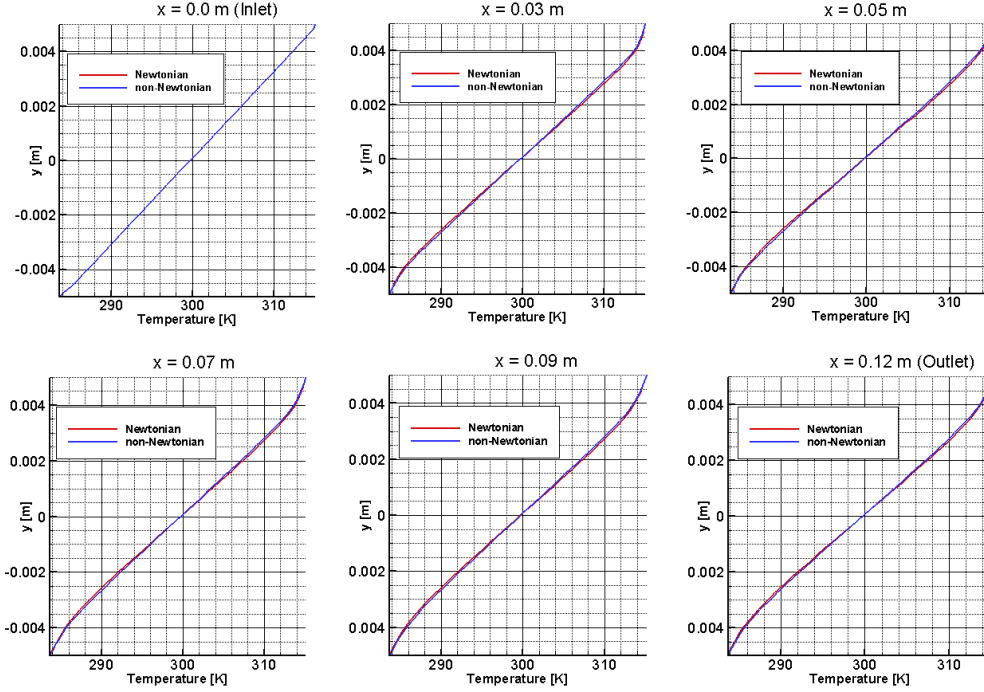 x = 0.0 m (Inlet)
0.004
0.002
0
-0.002
-0.004
y [m]
Newtonian
non-Newtonian
290
300
310
Temperature [K]
x = 0.03 m
0.004
0.002
0
-0.002
-0.004
y [m]
Newtonian
non-Newtonian
290
300
310
Temperature [K]
x = 0.05 m
0.004
0.002
0
-0.002
-0.004
y [m]
Newtonian
non-Newtonian
290
300
310
Temperature [K]
x = 0.07 m
0.004
0.002
0
-0.002
-0.004
y [m]
Newtonian
non-Newtonian
290
300
310
Temperature [K]
x = 0.09 m
0.004
0.002
0
0.002
0.004
y [m]
Newtonian
non-Newtonian
290
300
310
Temperature [K]
x = 0.12 m (Outlet)
0.004
0.002
0
0.002
0.004
y [m]
Newtonian
non-Newtonian
290
300
310
Temperature [K]